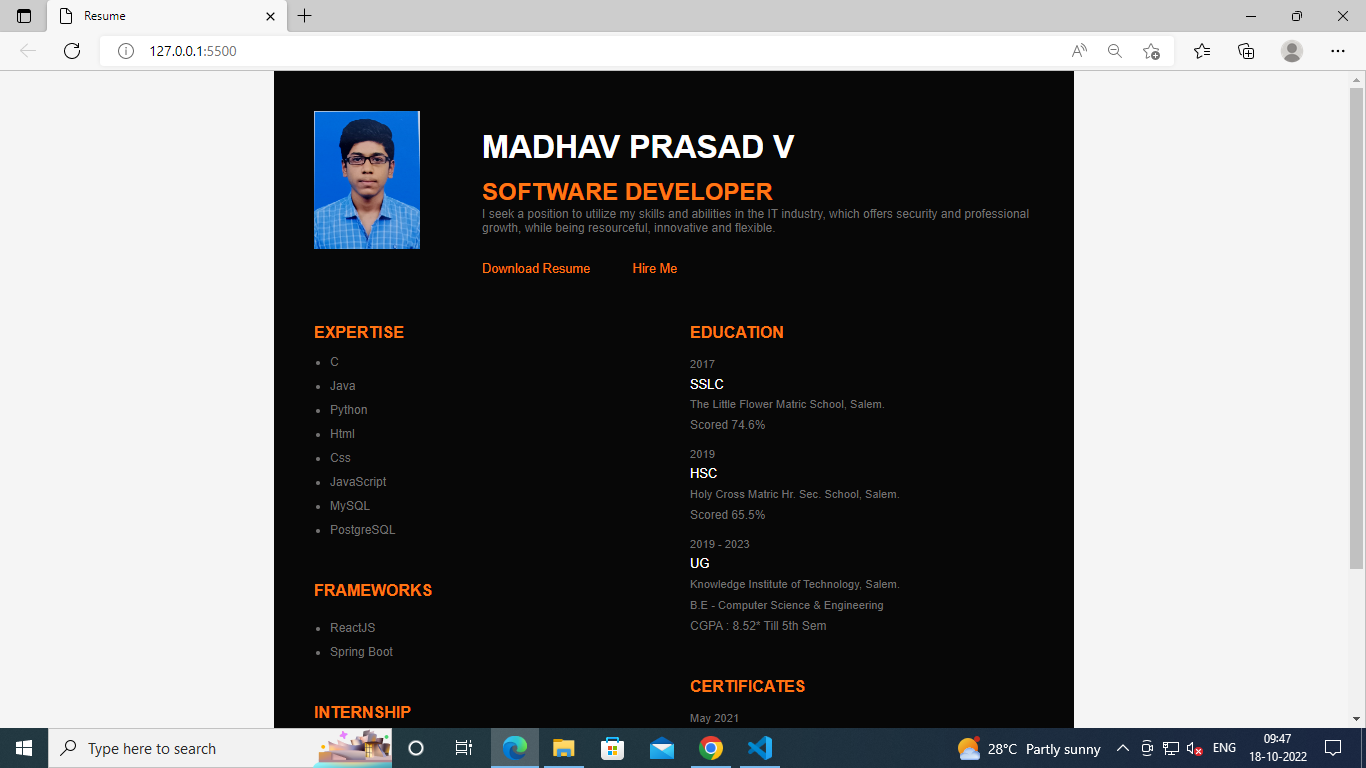 Resume
127.0.0.1:5500
MADHAV PRASAD V
SOFTWARE DEVELOPER
I seek a position to utilize my skills and abilities in the IT industry, which offers security and professional
growth, while being resourceful, innovative and flexible.
Download Resume Hire Me
EXPERTISE
C
Java
Python
Html
Css
JavaScript
MySQL
PostgreSQL
FRAMEWORKS
ReactJS
Spring Boot
INTERNSHIP
EDUCATION
2017
SSLC
The Little Flower Matric School, Salem.
Scored 74.6%
2019
HSC
Holy Cross Matric Hr. Sec. School, Salem.
Scored 65.5%
2019 - 2023
UG
Knowledge Institute of Technology, Salem.
B.E - Computer Science & Engineering
CGPA : 8.52* Till 5th Sem
CERTIFICATES
May 2021
Type here to search
28°C Partly sunny
ENG
09:47
18-10-2022